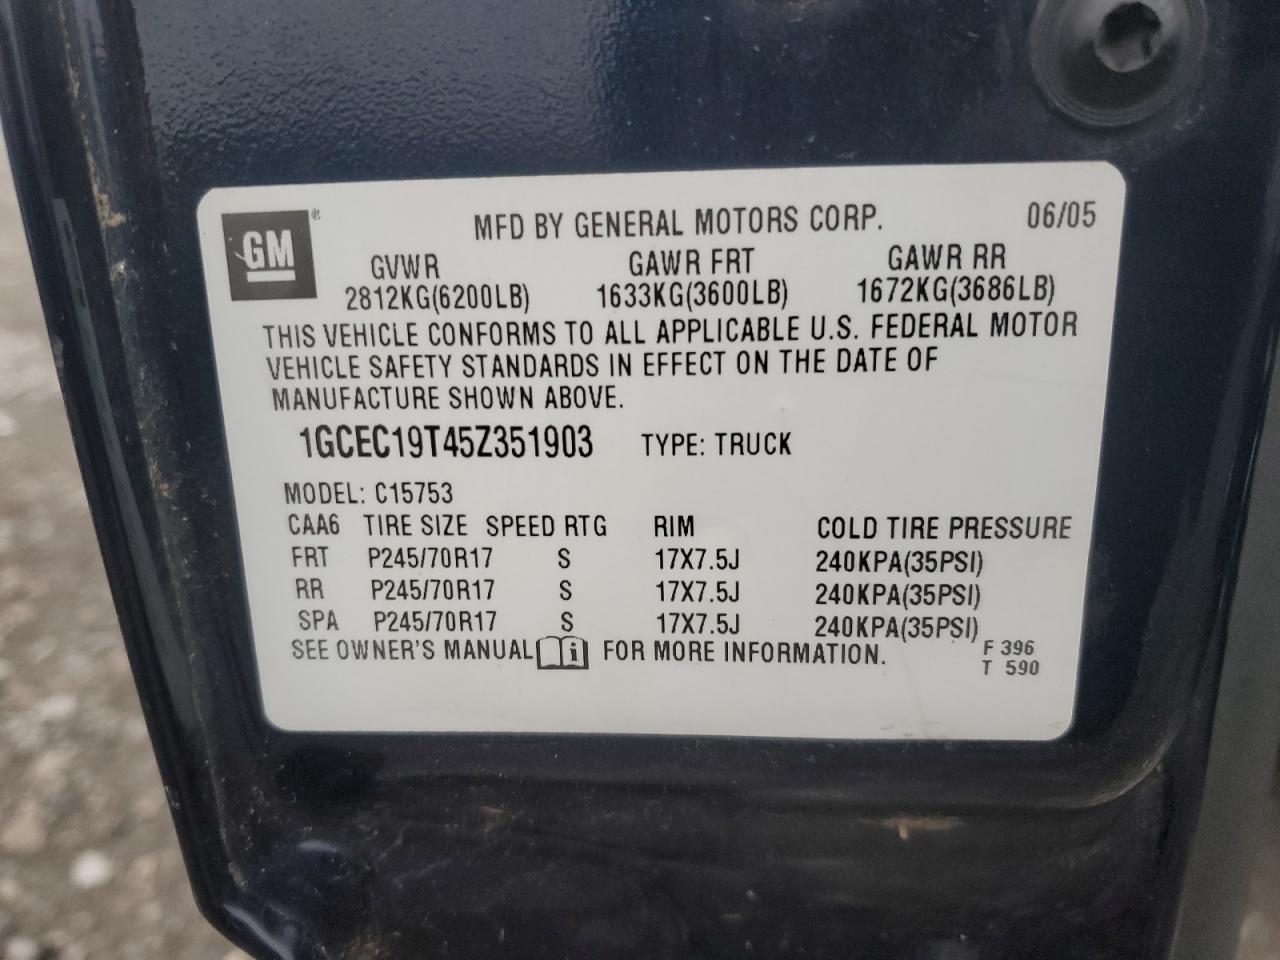 GM
MFD BY GENERAL MOTORS CORP. 06/05
GVWR GAWR FRT GAWR RR
2812KG(6200LB) 1633KG(3600LB) 1672KG(3686LB)
THIS VEHICLE CONFORMS TO ALL APPLICABLE U.S. FEDERAL MOTOR
VEHICLE SAFETY STANDARDS IN EFFECT ON THE DATE OF
MANUFACTURE SHOWN ABOVE.
1GCEC19T45Z351903 TYPE: TRUCK
MODEL: C15753
CAA6 TIRE SIZE SPEED RTG RIM COLD TIRE PRESSURE
FRT P245/70R17 S 17X7.5J 240KPA(35PSI)
RR P245/70R17 S 17X7.5J 240KPA(35PSI)
SPA P245/70R17 S 17X7.5J 240KPA(35PSI)
SEE OWNER'S MANUAL i FOR MORE INFORMATION.
F 396
T 590